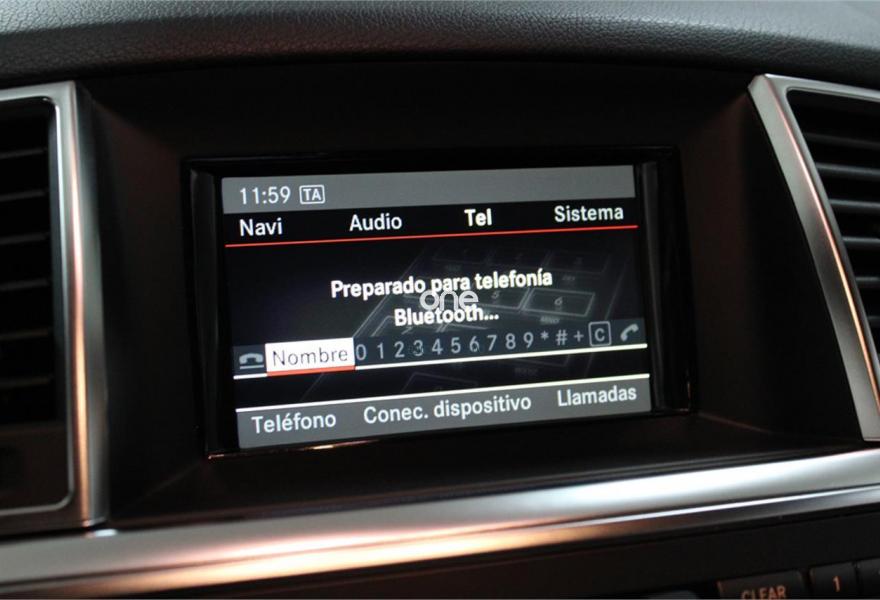 11:59 TA
Navi Audio Tel Sistema
Preparado para telefonía
one
Bluetooth...
Nombre 0 1 2 3 4 5 6 7 8 9 * # + C
Teléfono Conec. dispositivo Llamadas
CLEAR 1